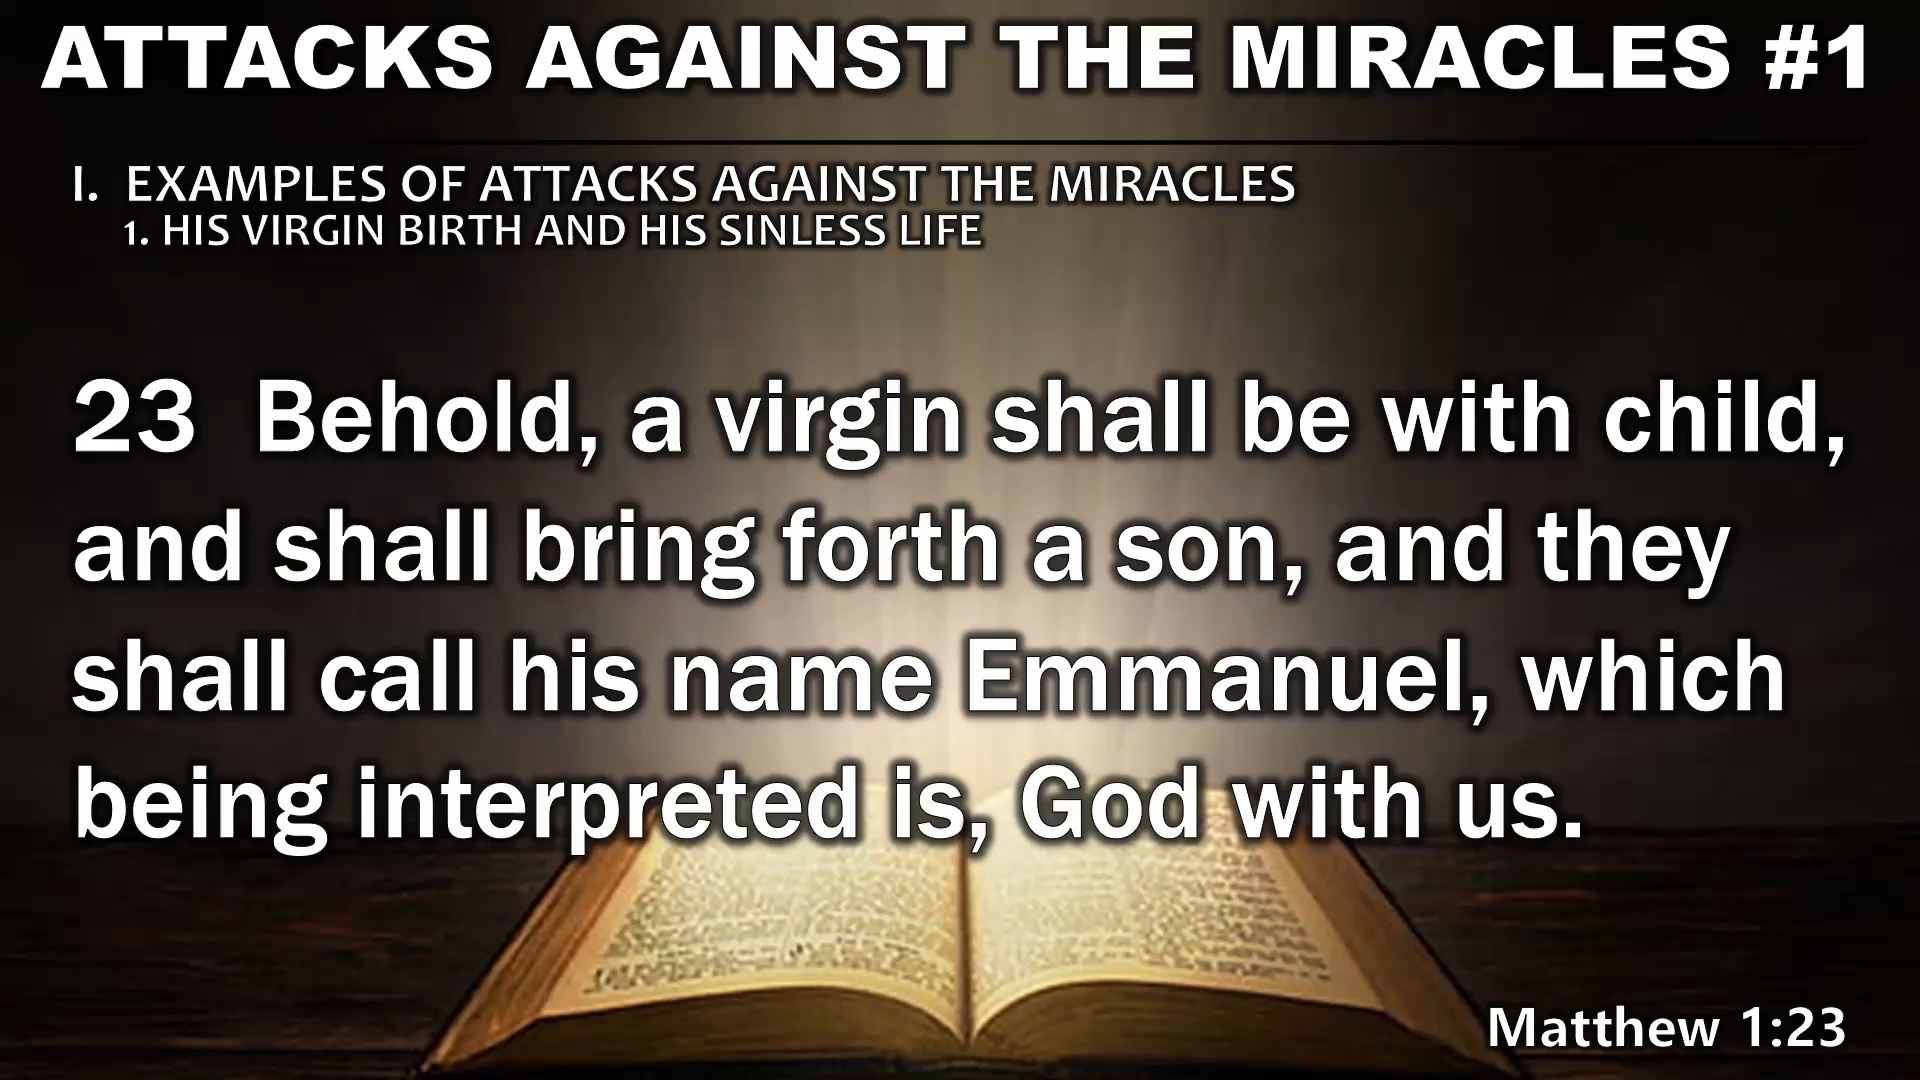 ATTACKS AGAINST THE MIRACLES #1
I. EXAMPLES OF ATTACKS AGAINST THE MIRACLES
1. HIS VIRGIN BIRTH AND HIS SINLESS LIFE
23 Behold, a virgin shall be with child,
and shall bring forth a son, and they
shall call his name Emmanuel, which
being interpreted is, God with us.
Matthew 1:23